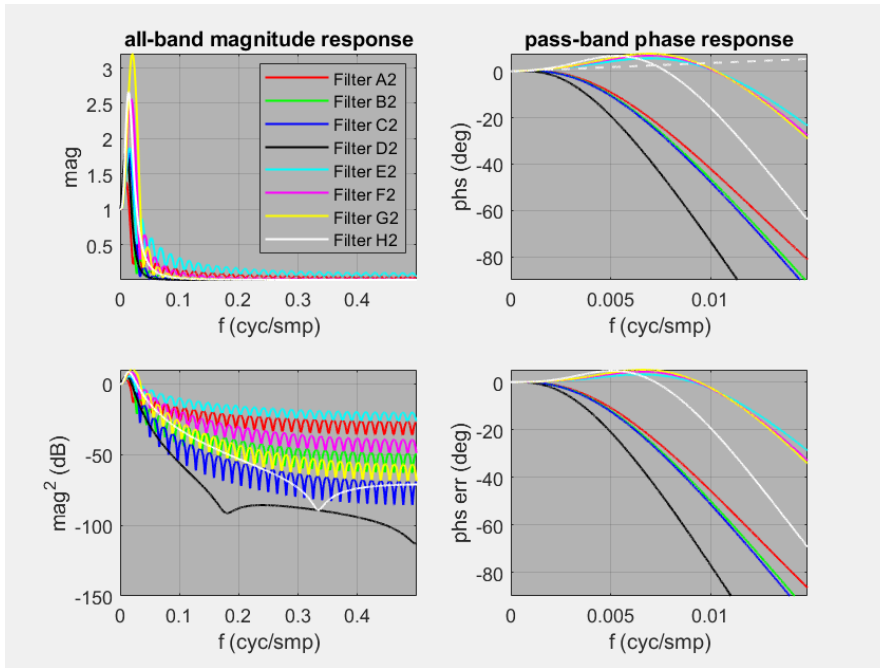 all-band magnitude response
3
2.5
2
1.5
1
0.5
mag
0
0.1
0.2
0.3
0.4
f (cyc/smp)
Filter A2
Filter B2
Filter C2
Filter D2
Filter E2
Filter F2
Filter G2
Filter H2
pass-band phase response
0
-20
-40
-60
-80
phs (deg)
0
0.005
0.01
f (cyc/smp)
0
-50
-100
-150
mag² (dB)
0
0.1
0.2
0.3
0.4
f (cyc/smp)
0
-20
-40
-60
-80
phs err (deg)
0
0.005
0.01
f (cyc/smp)